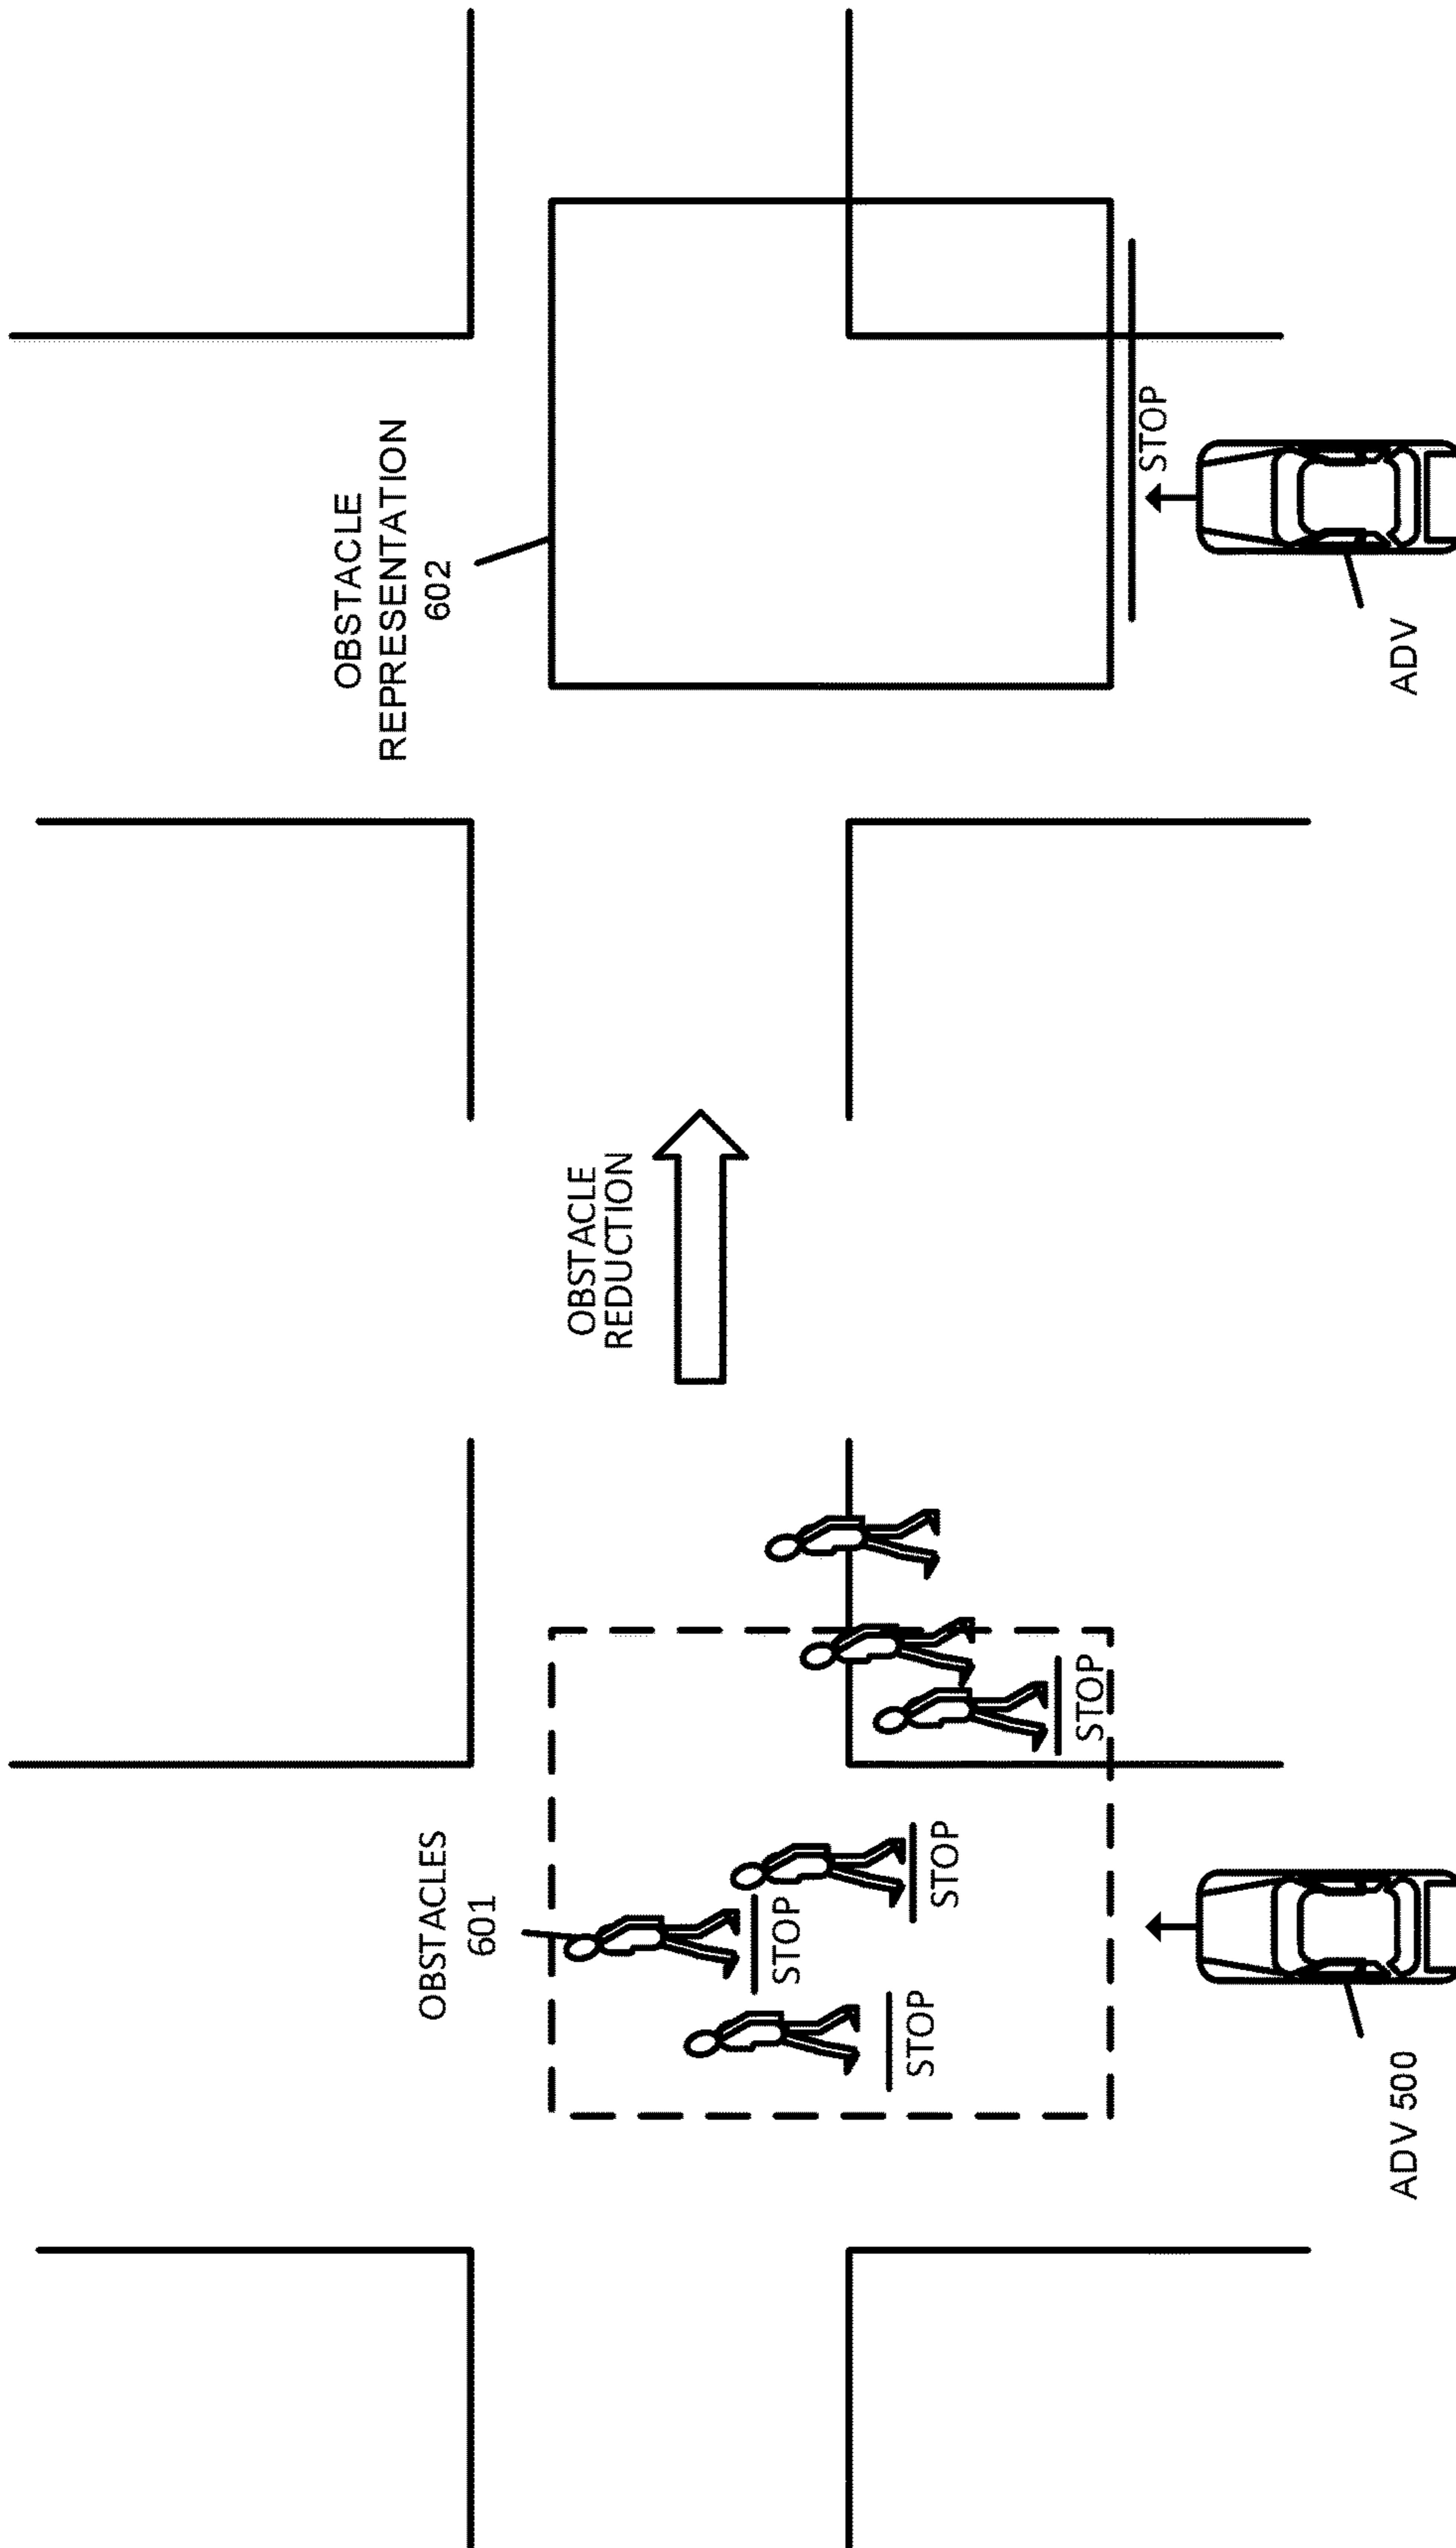 OBSTACLES
601
STOP
STOP
STOP
STOP
ADV 500
OBSTACLE
REDUCTION
OBSTACLE
REPRESENTATION
602
STOP
ADV